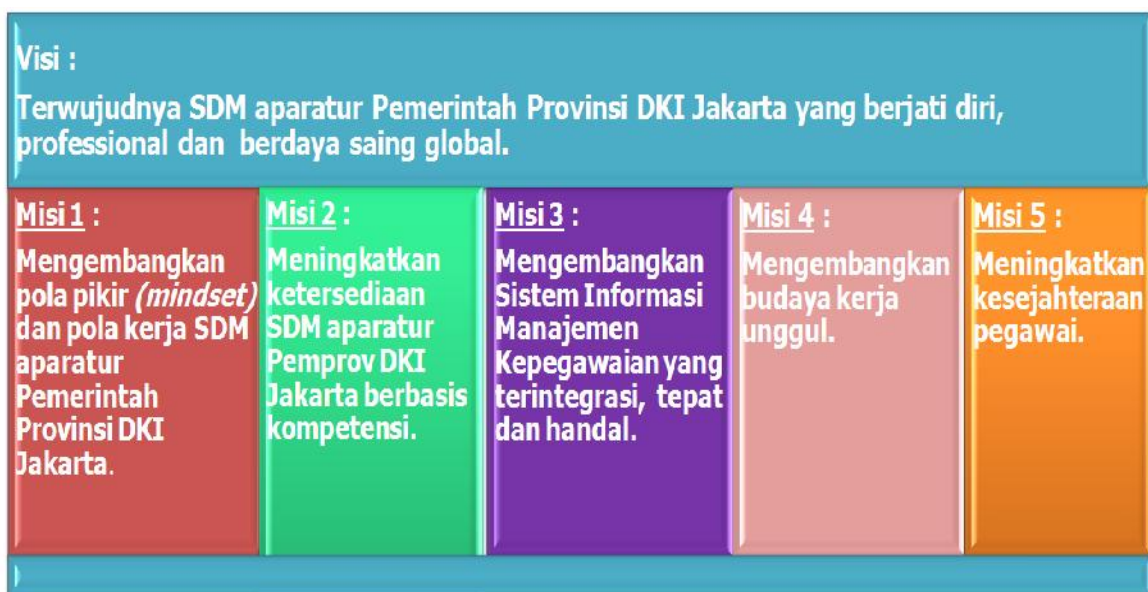 Visi :
Terwujudnya SDM aparatur Pemerintah Provinsi DKI Jakarta yang berjati diri,
professional dan berdaya saing global.
Misi 1 :
Mengembangkan
pola pikir (mindset)
dan pola kerja SDM
aparatur
Pemerintah
Provinsi DKI
Jakarta.
Misi 2 :
Meningkatkan
ketersediaan
SDM aparatur
Pemprov DKI
Jakarta berbasis
kompetensi.
Misi 3 :
Mengembangkan
Sistem Informasi
Manajemen
Kepegawaian yang
terintegrasi, tepat
dan handal.
Misi 4 :
Mengembangkan
budaya kerja
unggul.
Misi 5 :
Meningkatkan
kesejahteraan
pegawai.